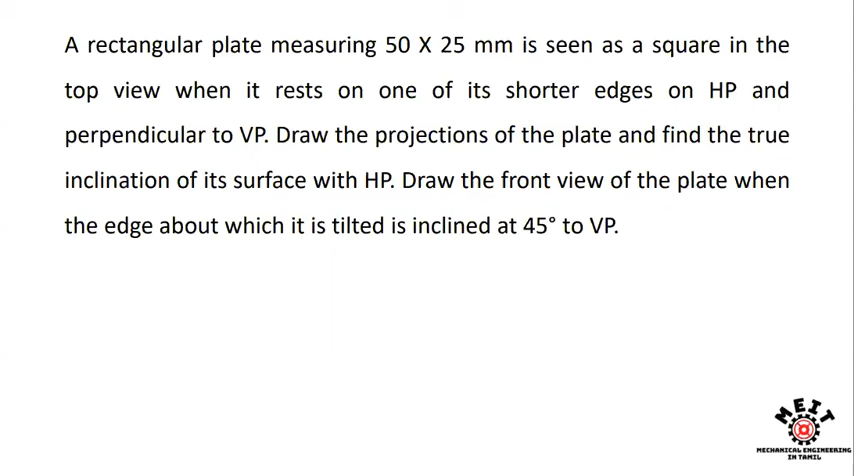 A rectangular plate measuring 50 X 25 mm is seen as a square in the
top view when it rests on one of its shorter edges on HP and
perpendicular to VP. Draw the projections of the plate and find the true
inclination of its surface with HP. Draw the front view of the plate when
the edge about which it is tilted is inclined at 45° to VP.
MEIT
MECHANICAL ENGINEERING
IN TAMIL